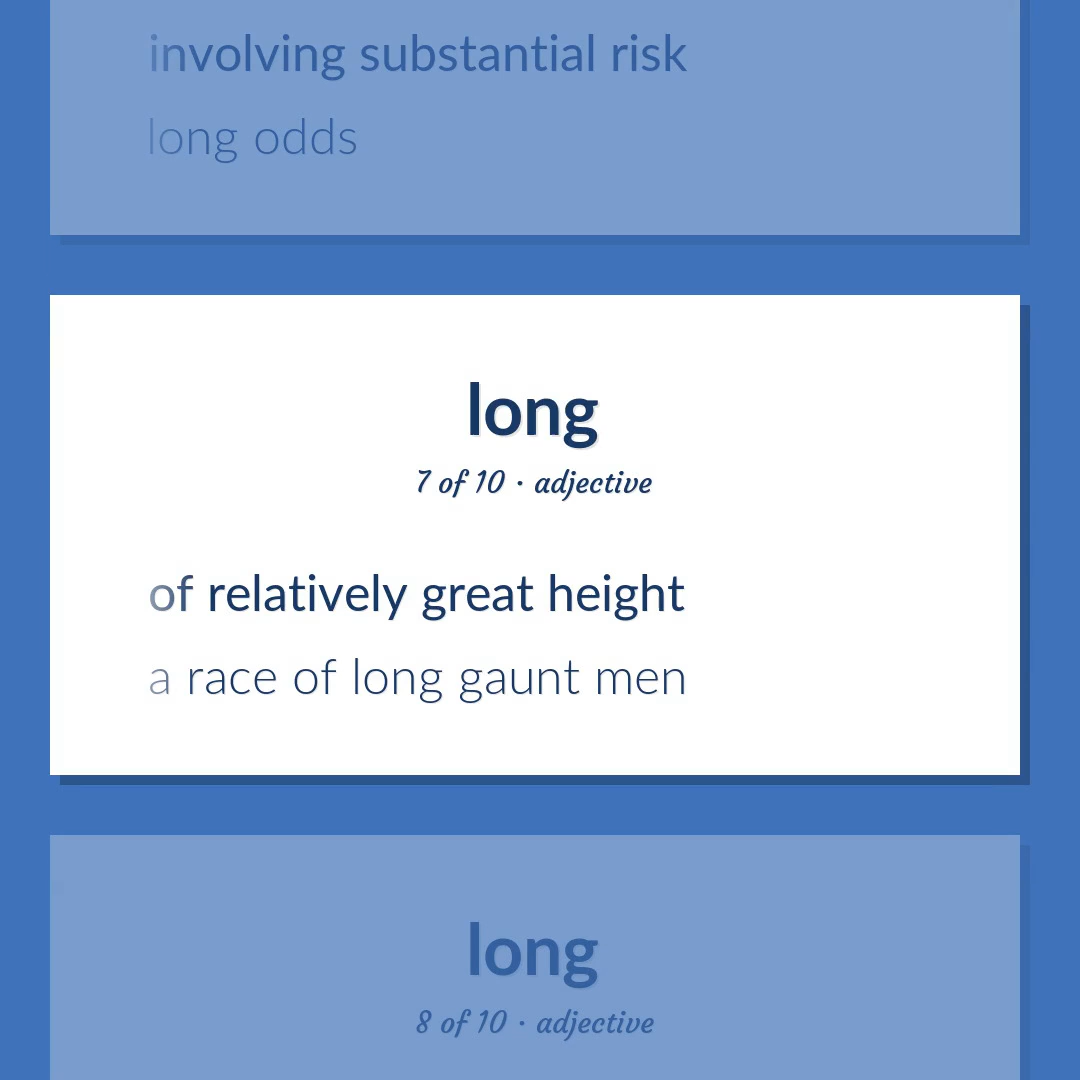 involving substantial risk
long odds
long
7 of 10 · adjective
of relatively great height
a race of long gaunt men
long
8 of 10 · adjective